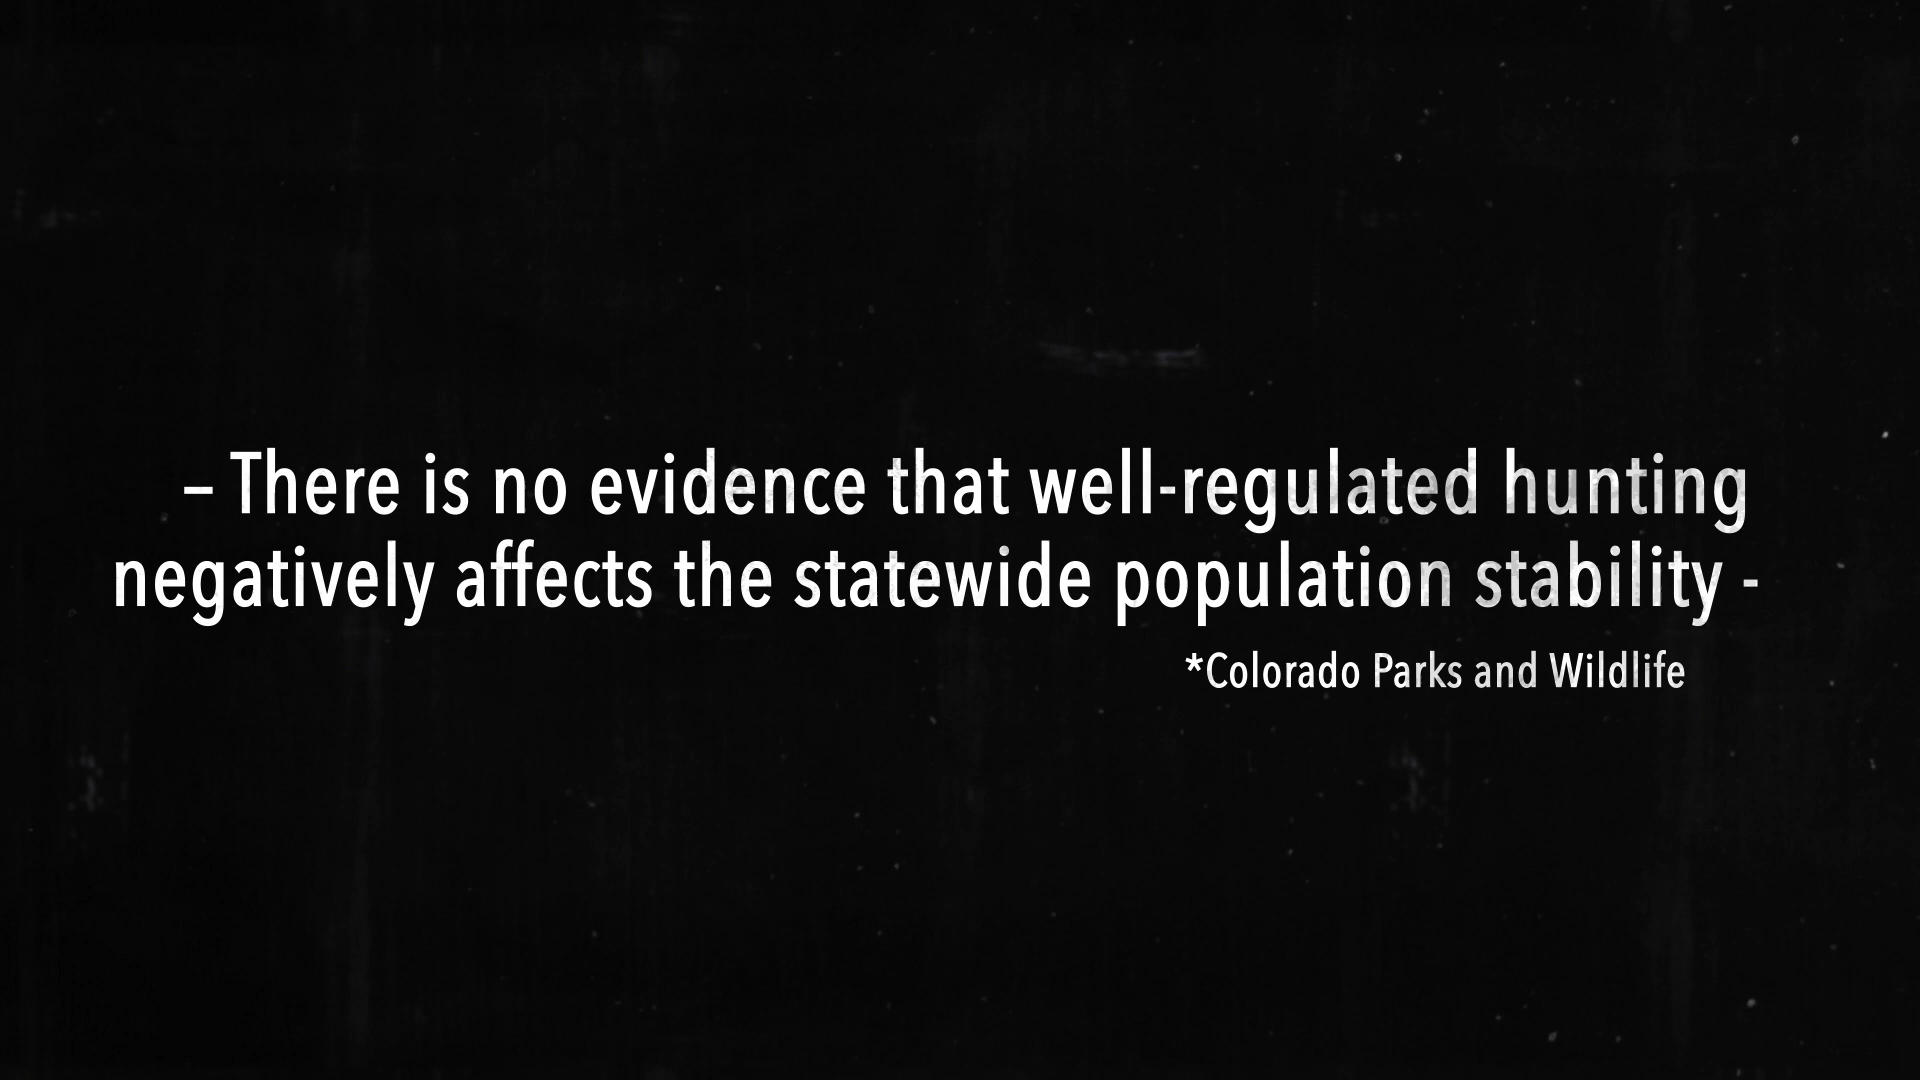 – There is no evidence that well-regulated hunting
negatively affects the statewide population stability -
*Colorado Parks and Wildlife